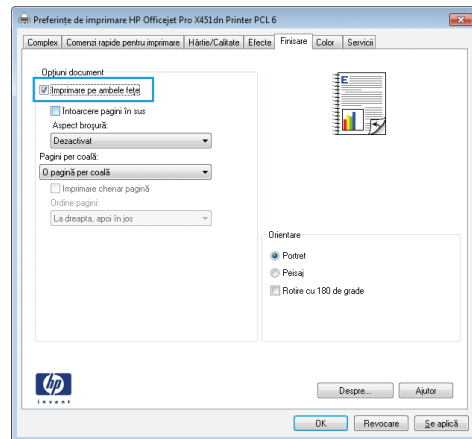 Preferințe de imprimare HP Officejet Pro X451dn Printer PCL 6
Complex Comenzi rapide pentru imprimare Hârtie/Calitate Efecte Finisare Color Servicii
Opțiuni document
Imprimare pe ambele fețe
Întoarcere pagini în sus
Aspect broșură:
Dezactivat
Pagini per coală:
O pagină per coală
Imprimare chenar pagină
Ordine pagini:
La dreapta, apoi în jos
E
Orientare
Portret
Peisaj
Rotire cu 180 de grade
hp
invent
Despre... Ajutor
OK Revocare Se aplică